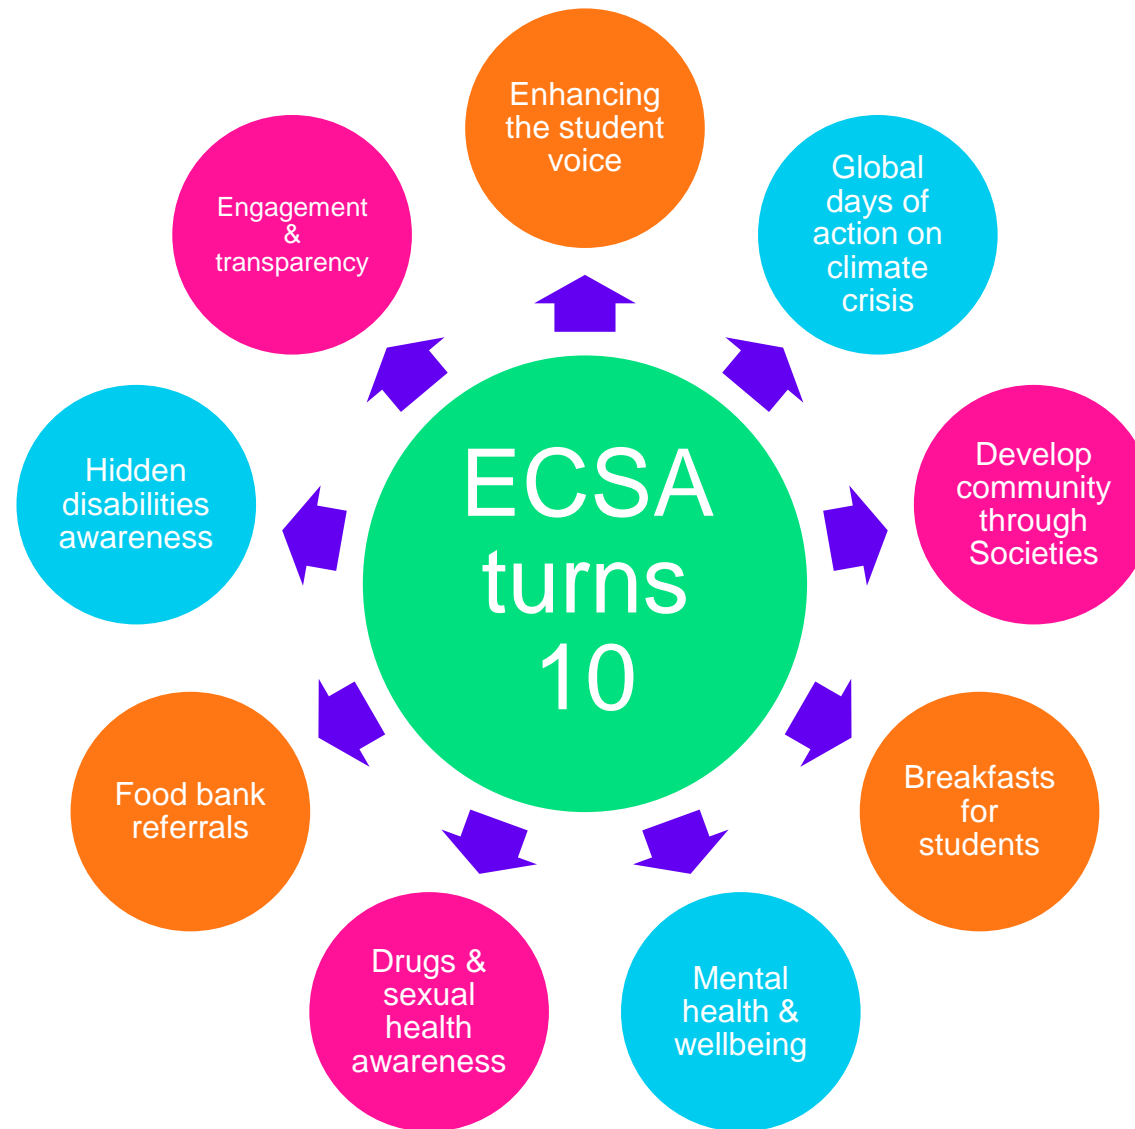 Enhancing
the student
voice
Global
days of
action on
climate
crisis
Develop
community
through
Societies
Breakfasts
for
students
Mental
health &
wellbeing
Drugs &
sexual
health
awareness
Food bank
referrals
Hidden
disabilities
awareness
Engagement
&
transparency
ECSA
turns
10